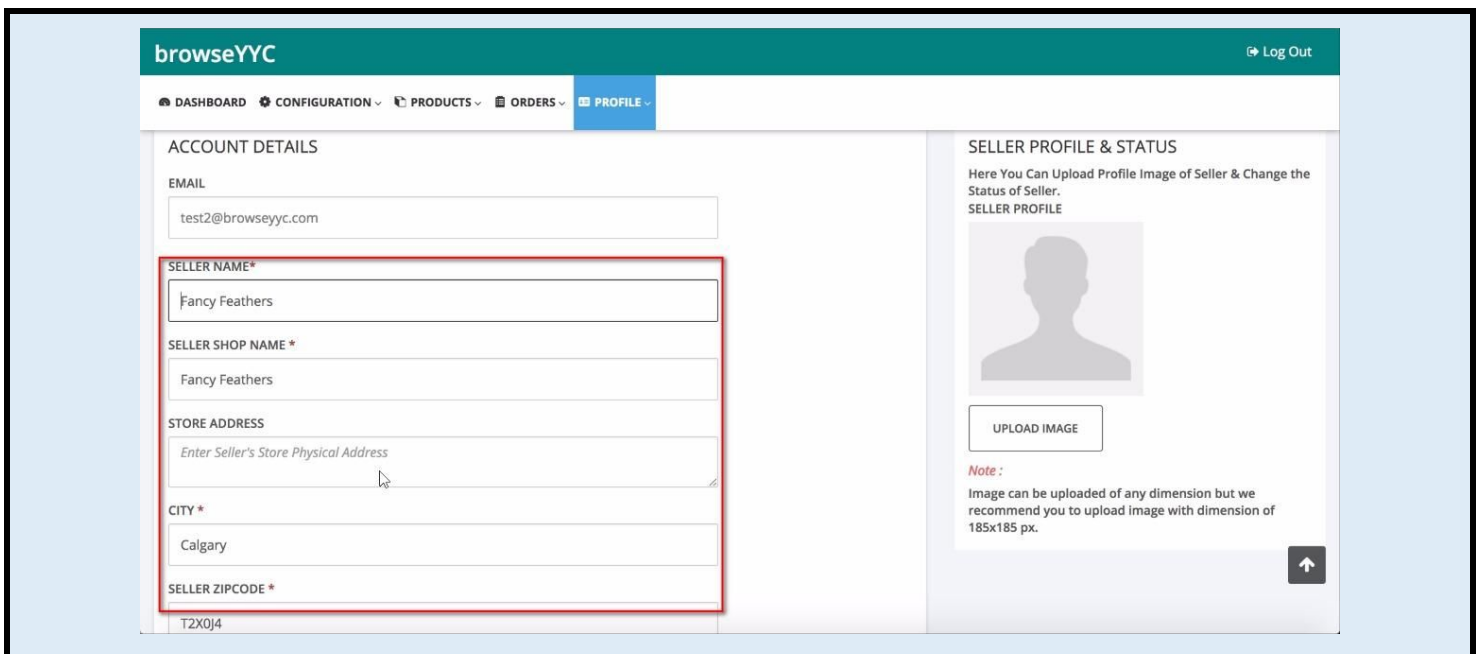 browseYYC
Log Out
DASHBOARD CONFIGURATION PRODUCTS ORDERS PROFILE
ACCOUNT DETAILS
EMAIL
test2@browseyyc.com
SELLER NAME*
Fancy Feathers
SELLER SHOP NAME *
Fancy Feathers
STORE ADDRESS
Enter Seller's Store Physical Address
CITY *
Calgary
SELLER ZIPCODE *
T2X0J4
SELLER PROFILE & STATUS
Here You Can Upload Profile Image of Seller & Change the
Status of Seller.
SELLER PROFILE
UPLOAD IMAGE
Note :
Image can be uploaded of any dimension but we
recommend you to upload image with dimension of
185x185 px.